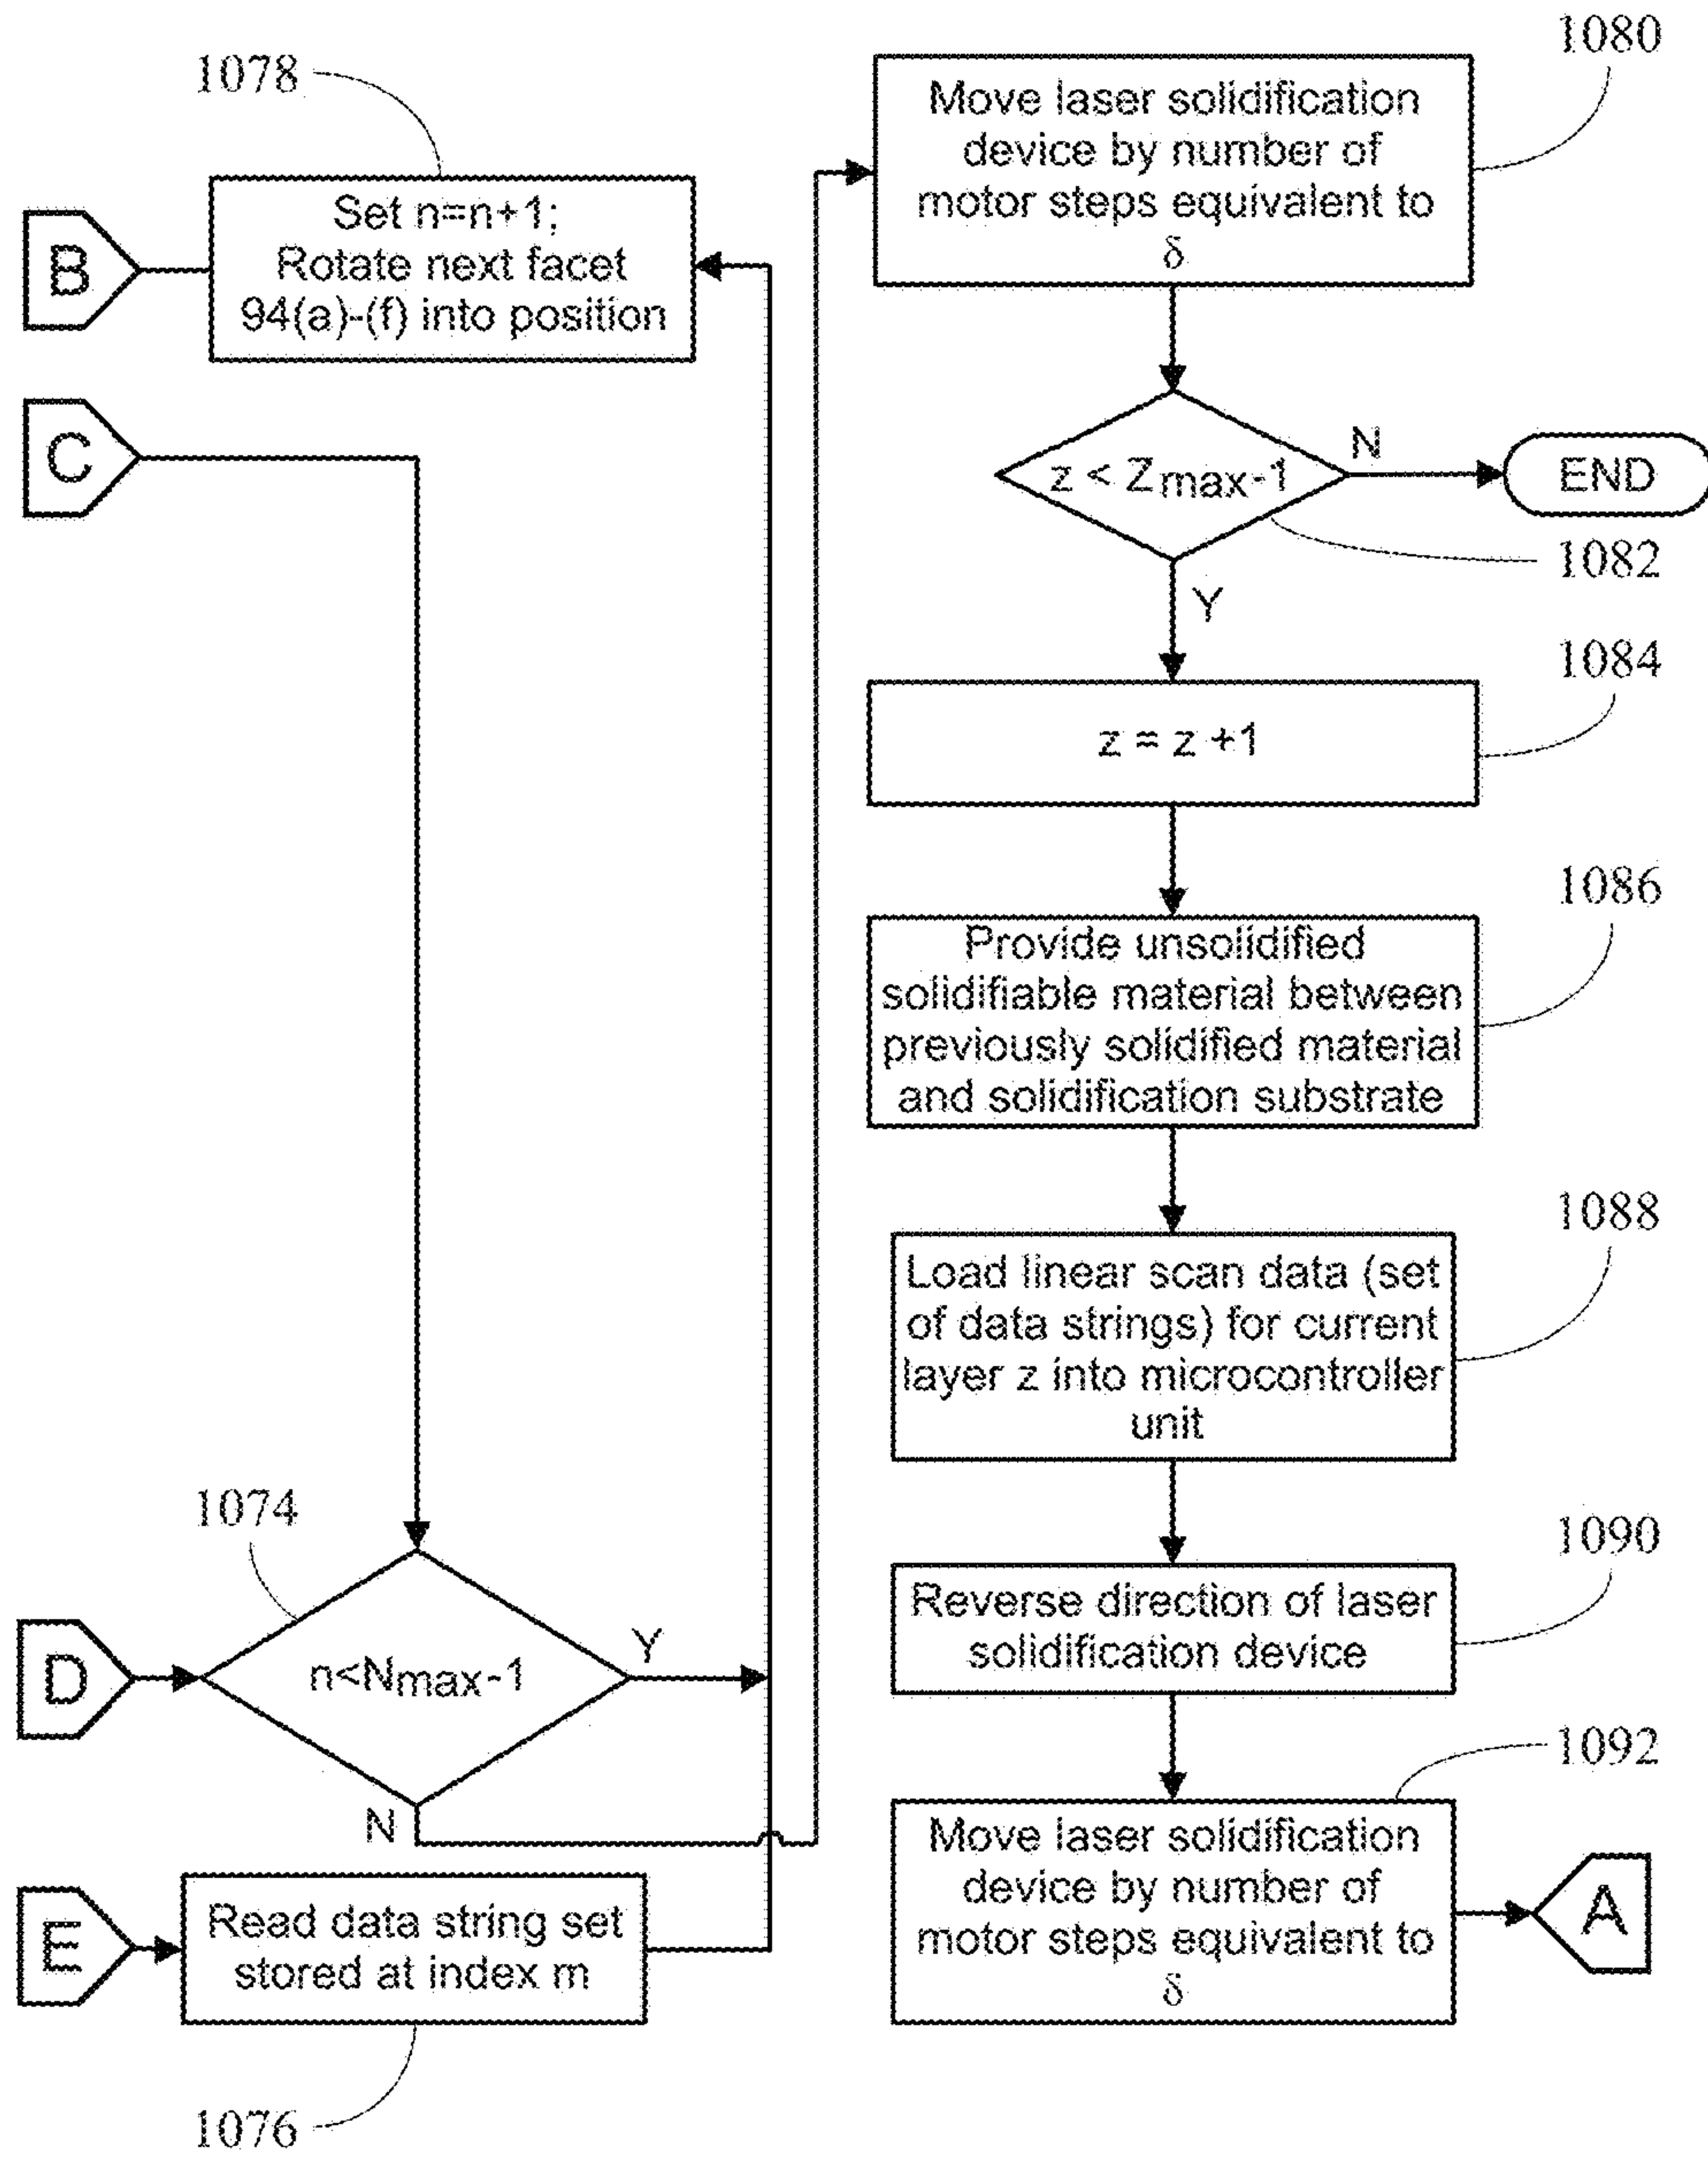 1078
B
Set n=n+1;
Rotate next facet
94(a)-(f) into position
C
1074
D
n<Nmax-1
Y
N
E
Read data string set
stored at index m
1076
1080
Move laser solidification
device by number of
motor steps equivalent to
δ
z < Zmax-1
N
END
1082
Y
1084
z = z +1
1086
Provide unsolidified
solidifiable material between
previously solidified material
and solidification substrate
1088
Load linear scan data (set
of data strings) for current
layer z into microcontroller
unit
1090
Reverse direction of laser
solidification device
1092
Move laser solidification
device by number of
motor steps equivalent to
δ
A